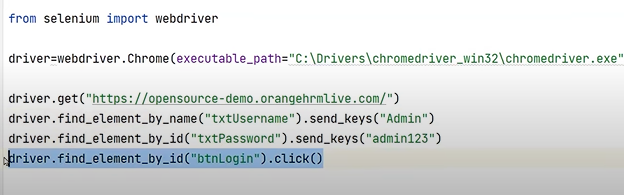 from selenium import webdriver
driver=webdriver.Chrome(executable_path="C:\Drivers\chromedriver_win32\chromedriver.exe"
driver.get("https://opensource-demo.orangehrmlive.com/")
driver.find_element_by_name("txtUsername").send_keys("Admin")
driver.find_element_by_id("txtPassword").send_keys("admin123")
driver.find_element_by_id("btnLogin").click()